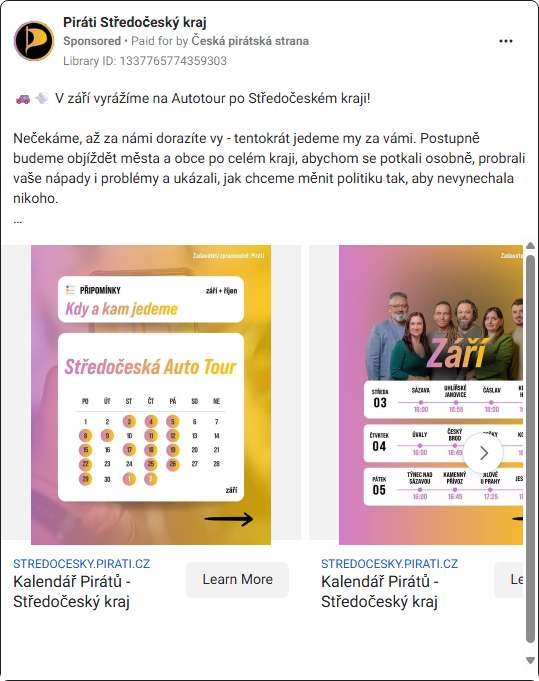 Piráti Středočeský kraj
Sponsored • Paid for by Česká pirátská strana
Library ID: 1337765774359303
🚗 💨 V září vyrážíme na Autotour po Středočeském kraji!
Nečekáme, až za námi dorazíte vy - tentokrát jedeme my za vámi. Postupně
budeme objíždět města a obce po celém kraji, abychom se potkali osobně, probrali
vaše nápady i problémy a ukázali, jak chceme měnit politiku tak, aby nevynechala
nikoho.
...
Zadavatel/zpracovatel: Piráti
PŘIPOMÍNKY
září + říjen
Kdy a kam jedeme
Středočeská Auto Tour
PO ÚT ST ČT PÁ SO NE
1 2 3 4 5 6 7
8 9 10 11 12 13 14
15 16 17 18 19 20 21
22 23 24 25 26 27 28
29 30 1 2
září
Zadavatel/zpracovatel: Piráti
Září
STŘEDA
03
SÁZAVA
16:00
UHLÍŘSKÉ
JANOVICE
ČÁSLAV
18:00
ČTVRTEK
04
ÚVALY
16:00
ČESKÝ
BROD
16:45
PÁTEK
05
TÝNEC NAD
SÁZAVOU
16:00
KAMENNÝ
PŘÍVOZ
16:45
JÍLOVÉ
U PRAHY
17:25
STREDOCESKY.PIRATI.CZ
Kalendář Pirátů -
Středočeský kraj
Learn More
STREDOCESKY.PIRATI.CZ
Kalendář Pirátů -
Středočeský kraj
Le